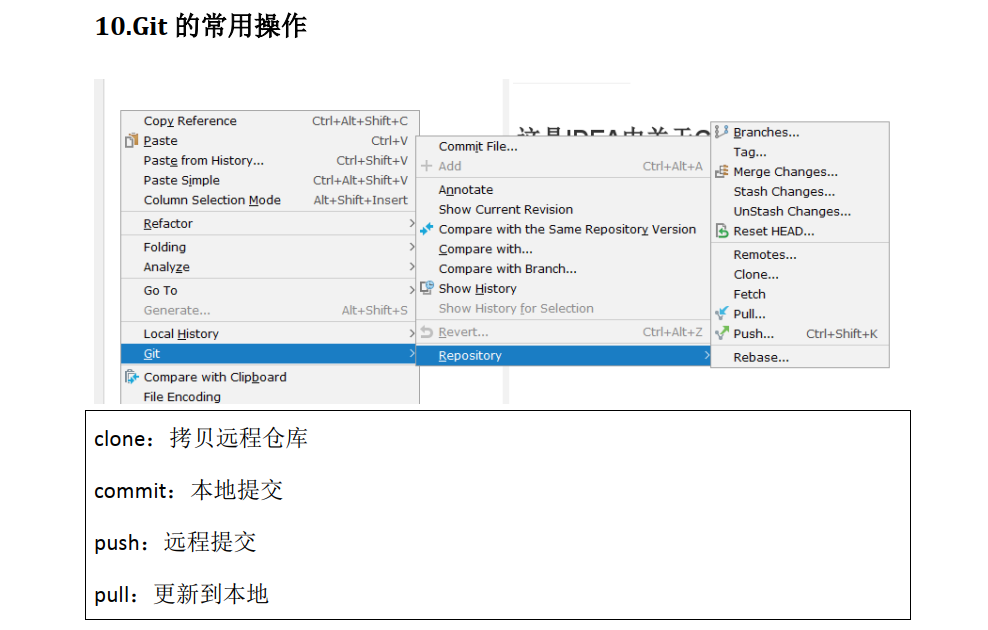 10.Git 的常用操作
Copy Reference Ctrl+Alt+Shift+C
Paste Ctrl+V
Paste from History... Ctrl+Shift+V
Paste Simple Ctrl+Alt+Shift+V
Column Selection Mode Alt+Shift+Insert
Refactor
Folding
Analyze
Go To
Generate... Alt+Shift+S
Local History
Git
Compare with Clipboard
File Encoding
这是IDEA中关于
Commit File...
Add Ctrl+Alt+A
Annotate
Show Current Revision
Compare with the Same Repository Version
Compare with...
Compare with Branch...
Show History
Show History for Selection
Revert... Ctrl+Alt+Z
Repository
Branches...
Tag...
Merge Changes...
Stash Changes...
UnStash Changes...
Reset HEAD...
Remotes...
Clone...
Fetch
Pull...
Push... Ctrl+Shift+K
Rebase...
clone：拷贝远程仓库
commit：本地提交
push：远程提交
pull：更新到本地